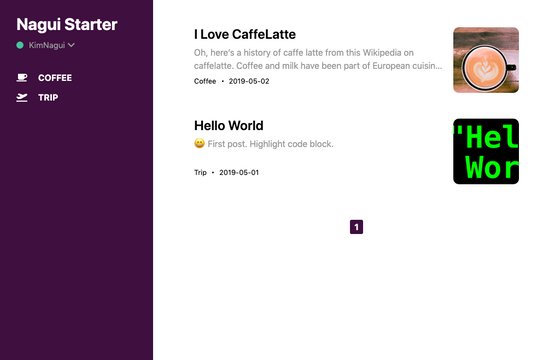 Nagui Starter
KimNagui
COFFEE
TRIP
I Love CaffeLatte
Oh, here's a history of caffe latte from this Wikipedia on
caffelatte. Coffee and milk have been part of European cuisin...
Coffee • 2019-05-02
Hello World
😀 First post. Highlight code block.
Trip • 2019-05-01
"Hel
Wor
1